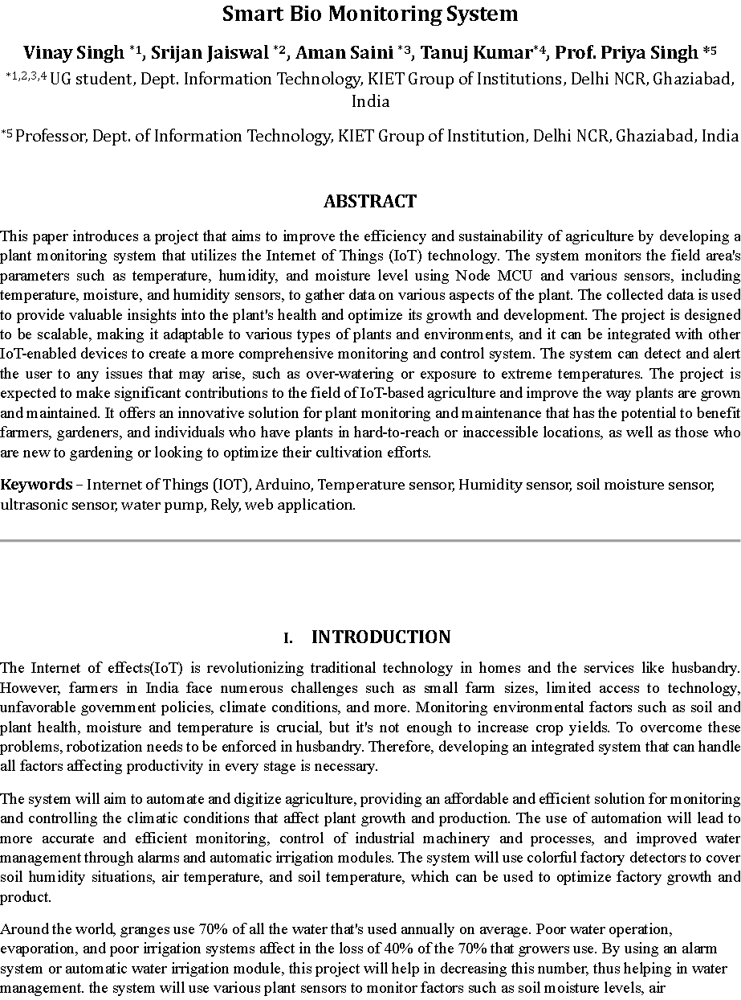 Smart Bio Monitoring System
Vinay Singh *1, Srijan Jaiswal *2, Aman Saini *3, Tanuj Kumar*4, Prof. Priya Singh *5
*1,2,3,4 UG student, Dept. Information Technology, KIET Group of Institutions, Delhi NCR, Ghaziabad,
India
*5 Professor, Dept. of Information Technology, KIET Group of Institution, Delhi NCR, Ghaziabad, India
ABSTRACT
This paper introduces a project that aims to improve the efficiency and sustainability of agriculture by developing a
plant monitoring system that utilizes the Internet of Things (IoT) technology. The system monitors the field area's
parameters such as temperature, humidity, and moisture level using Node MCU and various sensors, including
temperature, moisture, and humidity sensors, to gather data on various aspects of the plant. The collected data is used
to provide valuable insights into the plant's health and optimize its growth and development. The project is designed
to be scalable, making it adaptable to various types of plants and environments, and it can be integrated with other
IoT-enabled devices to create a more comprehensive monitoring and control system. The system can detect and alert
the user to any issues that may arise, such as over-watering or exposure to extreme temperatures. The project is
expected to make significant contributions to the field of IoT-based agriculture and improve the way plants are grown
and maintained. It offers an innovative solution for plant monitoring and maintenance that has the potential to benefit
farmers, gardeners, and individuals who have plants in hard-to-reach or inaccessible locations, as well as those who
are new to gardening or looking to optimize their cultivation efforts.
Keywords – Internet of Things (IOT), Arduino, Temperature sensor, Humidity sensor, soil moisture sensor,
ultrasonic sensor, water pump, Rely, web application.
I. INTRODUCTION
The Internet of effects(IoT) is revolutionizing traditional technology in homes and the services like husbandry.
However, farmers in India face numerous challenges such as small farm sizes, limited access to technology,
unfavorable government policies, climate conditions, and more. Monitoring environmental factors such as soil and
plant health, moisture and temperature is crucial, but it's not enough to increase crop yields. To overcome these
problems, robotization needs to be enforced in husbandry. Therefore, developing an integrated system that can handle
all factors affecting productivity in every stage is necessary.
The system will aim to automate and digitize agriculture, providing an affordable and efficient solution for monitoring
and controlling the climatic conditions that affect plant growth and production. The use of automation will lead to
more accurate and efficient monitoring, control of industrial machinery and processes, and improved water
management through alarms and automatic irrigation modules. The system will use colorful factory detectors to cover
soil humidity situations, air temperature, and soil temperature, which can be used to optimize factory growth and
product.
Around the world, granges use 70% of all the water that's used annually on average. Poor water operation,
evaporation, and poor irrigation systems affect in the loss of 40% of the 70% that growers use. By using an alarm
system or automatic water irrigation module, this project will help in decreasing this number, thus helping in water
management. the system will use various plant sensors to monitor factors such as soil moisture levels, air